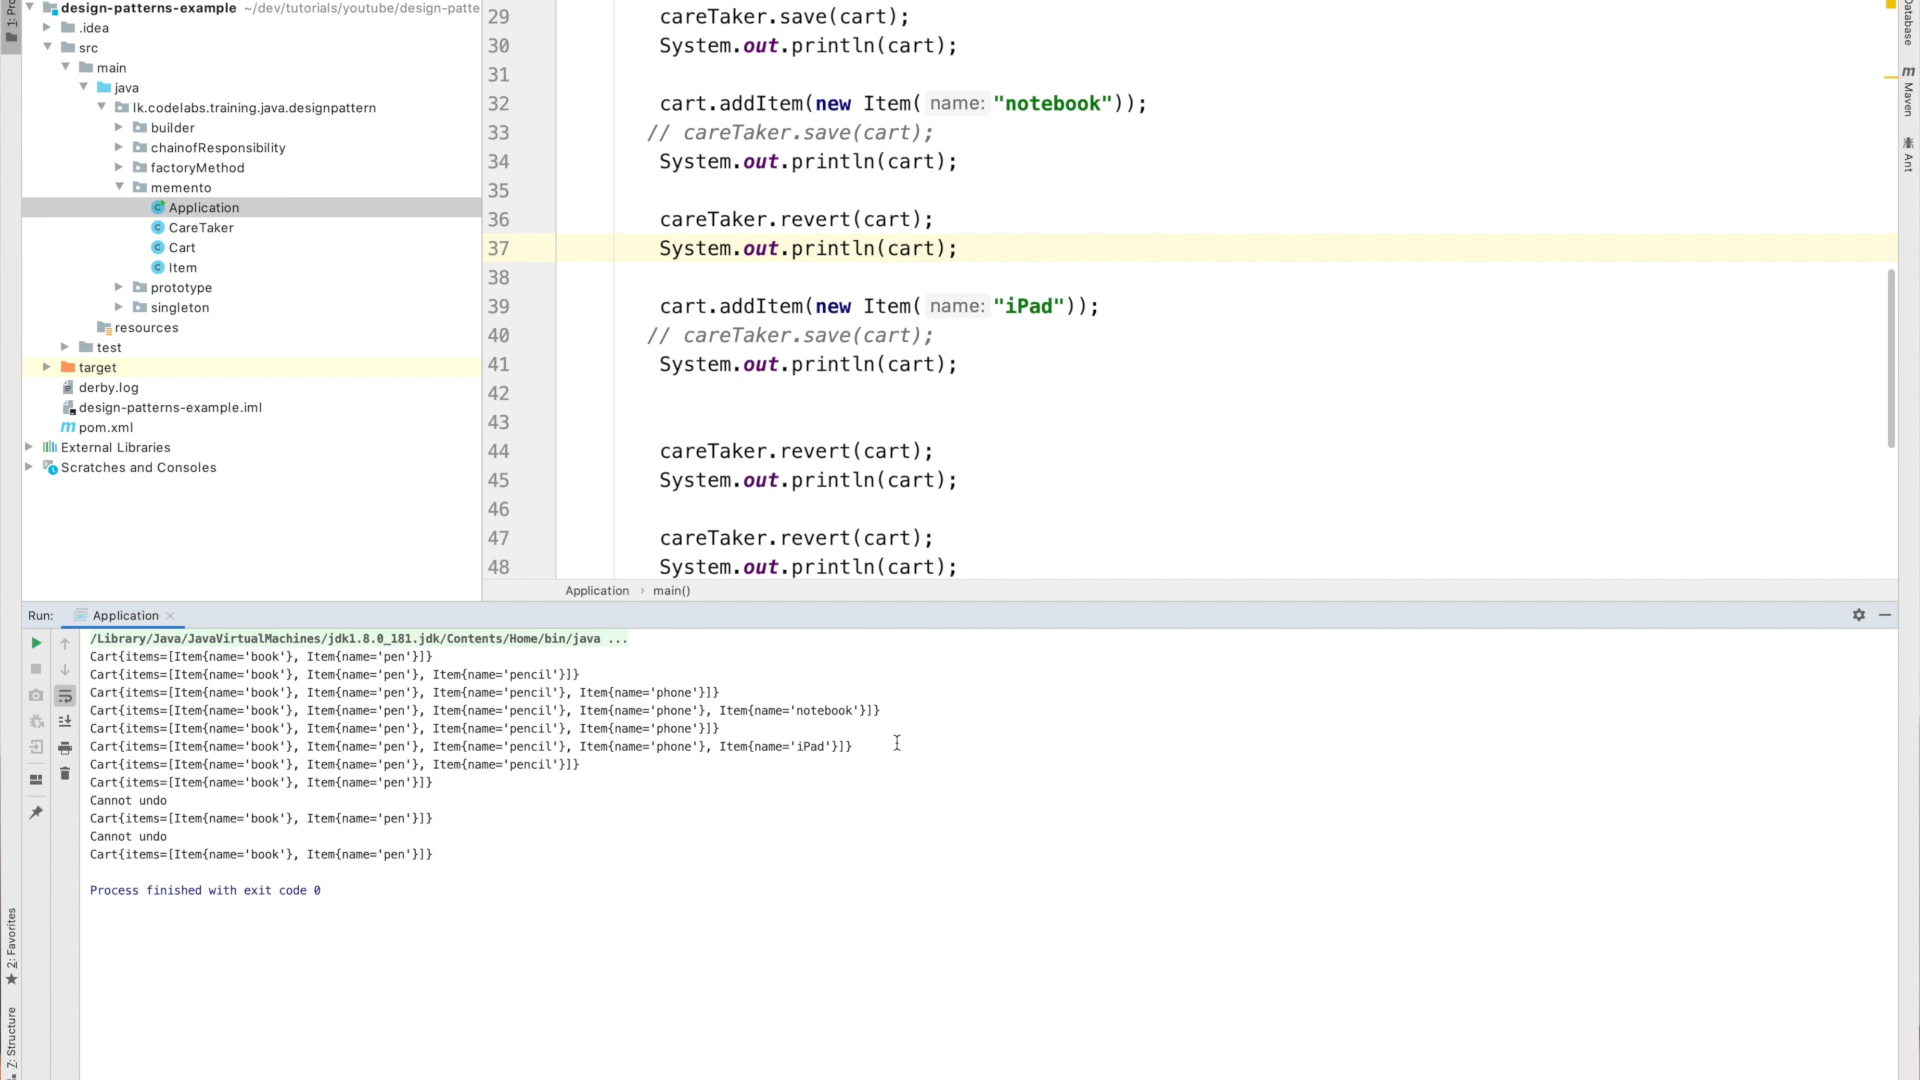 design-patterns-example ~/dev/tutorials/youtube/design-patte
.idea
src
main
java
lk.codelabs.training.java.designpattern
builder
chainofResponsibility
factoryMethod
memento
Application
CareTaker
Cart
Item
prototype
singleton
resources
test
target
derby.log
design-patterns-example.iml
pom.xml
External Libraries
Scratches and Consoles
29 careTaker.save(cart);
30 System.out.println(cart);
31
32 cart.addItem(new Item( name: "notebook"));
33 // careTaker.save(cart);
34 System.out.println(cart);
35
36 careTaker.revert(cart);
37 System.out.println(cart);
38
39 cart.addItem(new Item( name: "iPad"));
40 // careTaker.save(cart);
41 System.out.println(cart);
42
43
44 careTaker.revert(cart);
45 System.out.println(cart);
46
47 careTaker.revert(cart);
48 System.out.println(cart);
Application › main()
Database
Maven
Ant
Run: Application
/Library/Java/JavaVirtualMachines/jdk1.8.0_181.jdk/Contents/Home/bin/java ...
Cart{items=[Item{name='book'}, Item{name='pen'}]}
Cart{items=[Item{name='book'}, Item{name='pen'}, Item{name='pencil'}]}
Cart{items=[Item{name='book'}, Item{name='pen'}, Item{name='pencil'}, Item{name='phone'}]}
Cart{items=[Item{name='book'}, Item{name='pen'}, Item{name='pencil'}, Item{name='phone'}, Item{name='notebook'}]}
Cart{items=[Item{name='book'}, Item{name='pen'}, Item{name='pencil'}, Item{name='phone'}]}
Cart{items=[Item{name='book'}, Item{name='pen'}, Item{name='pencil'}, Item{name='phone'}, Item{name='iPad'}]}
Cart{items=[Item{name='book'}, Item{name='pen'}, Item{name='pencil'}]}
Cart{items=[Item{name='book'}, Item{name='pen'}]}
Cannot undo
Cart{items=[Item{name='book'}, Item{name='pen'}]}
Cannot undo
Cart{items=[Item{name='book'}, Item{name='pen'}]}
Process finished with exit code 0
2: Favorites
Z: Structure